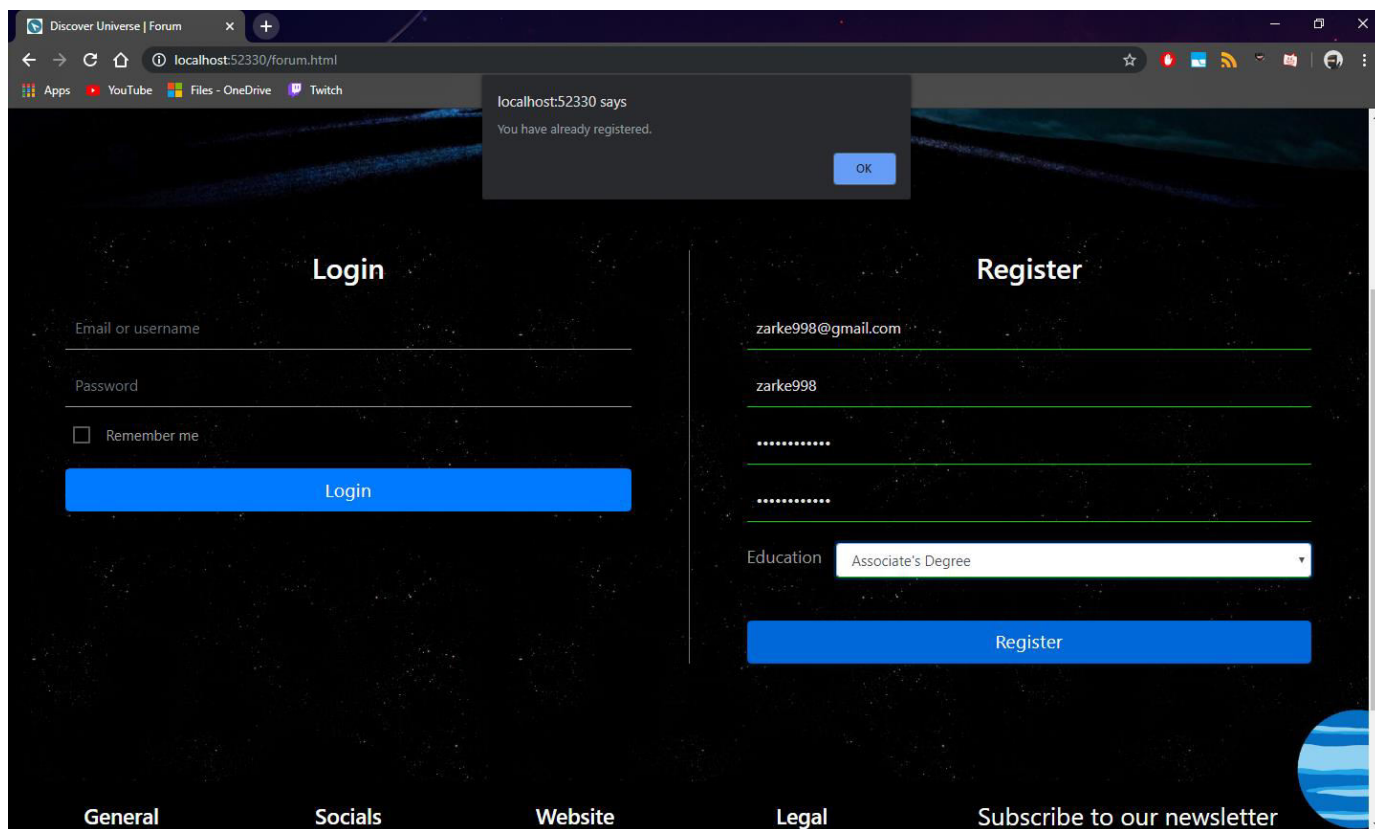 Discover Universe | Forum
localhost:52330/forum.html
Apps YouTube Files - OneDrive Twitch
localhost:52330 says
You have already registered.
OK
Login
Email or username
Password
Remember me
Login
Register
zarke998@gmail.com
zarke998
••••••••••••
••••••••••••
Education Associate's Degree
Register
General Socials Website Legal Subscribe to our newsletter